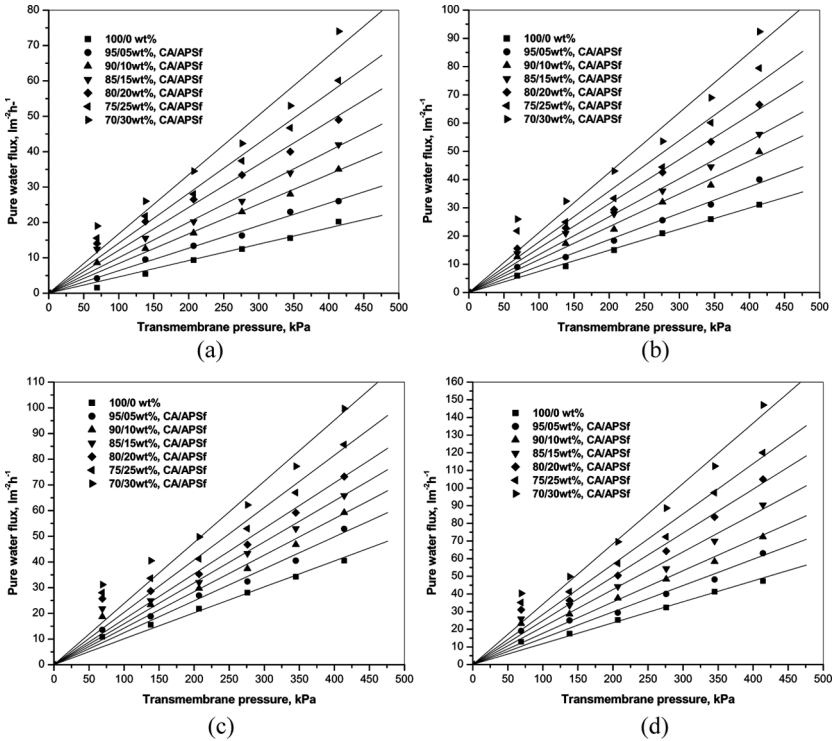 80
70
60
50
40
30
20
10
0
Pure water flux, lm⁻²h⁻¹
100/0 wt%
95/05wt%, CA/APSf
90/10wt%, CA/APSf
85/15wt%, CA/APSf
80/20wt%, CA/APSf
75/25wt%, CA/APSf
70/30wt%, CA/APSf
0 50 100 150 200 250 300 350 400 450 500
Transmembrane pressure, kPa
(a)
100
90
80
70
60
50
40
30
20
10
0
Pure water flux, lm⁻²h⁻¹
100/0 wt%
95/05wt%, CA/APSf
90/10wt%, CA/APSf
85/15wt%, CA/APSf
80/20wt%, CA/APSf
75/25wt%, CA/APSf
70/30wt%, CA/APSf
0 50 100 150 200 250 300 350 400 450 500
Transmembrane pressure, kPa
(b)
110
100
90
80
70
60
50
40
30
20
10
0
Pure water flux, lm⁻²h⁻¹
100/0 wt%
95/05wt%, CA/APSf
90/10wt%, CA/APSf
85/15wt%, CA/APSf
80/20wt%, CA/APSf
75/25wt%, CA/APSf
70/30wt%, CA/APSf
0 50 100 150 200 250 300 350 400 450 500
Transmembrane pressure, kPa
(c)
160
150
140
130
120
110
100
90
80
70
60
50
40
30
20
10
0
Pure water flux, lm⁻²h⁻¹
100/0 wt%
95/05wt%, CA/APSf
90/10wt%, CA/APSf
85/15wt%, CA/APSf
80/20wt%, CA/APSf
75/25wt%, CA/APSf
70/30wt%, CA/APSf
0 50 100 150 200 250 300 350 400 450 500
Transmembrane pressure, kPa
(d)